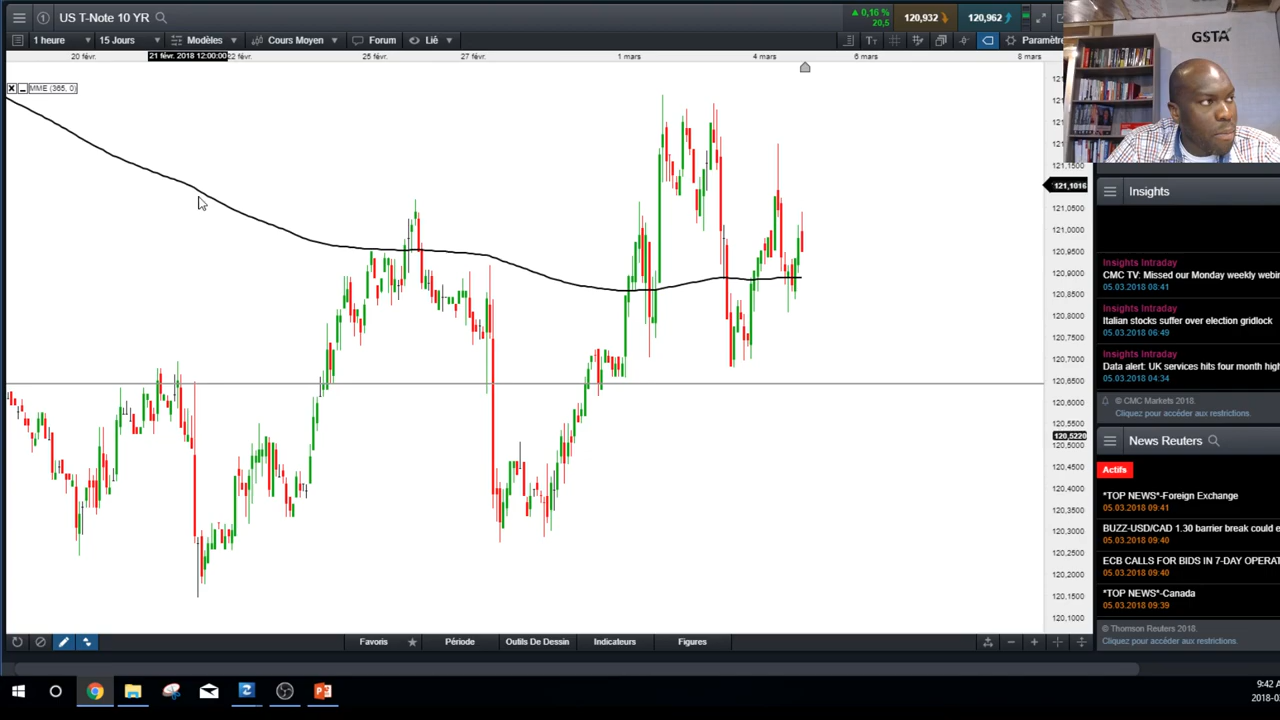 US T-Note 10 YR
0,16 %
20,5
120,932
120,962
GSTA
1 heure
15 Jours
Modèles
Cours Moyen
Forum
Lié
Paramètre
20 févr.
21 févr. 2018 12:00:00
22 févr.
25 févr.
27 févr.
1 mars
4 mars
6 mars
8 mars
MME (365, 0)
121,1500
121,1016
121,0500
121,0000
120,9500
120,9000
120,8500
120,8000
120,7500
120,7000
120,6500
120,6000
120,5500
120,5220
120,5000
120,4500
120,4000
120,3500
120,3000
120,2500
120,2000
120,1500
120,1000
Insights
Insights Intraday
CMC TV: Missed our Monday weekly webin
05.03.2018 08:41
Insights Intraday
Italian stocks suffer over election gridlock
05.03.2018 06:49
Insights Intraday
Data alert: UK services hits four month high
05.03.2018 04:34
© CMC Markets 2018.
Cliquez pour accéder aux restrictions.
News Reuters
Actifs
*TOP NEWS*-Foreign Exchange
05.03.2018 09:41
BUZZ-USD/CAD 1.30 barrier break could e
05.03.2018 09:40
ECB CALLS FOR BIDS IN 7-DAY OPERAT
05.03.2018 09:40
*TOP NEWS*-Canada
05.03.2018 09:39
© Thomson Reuters 2018.
Cliquez pour accéder aux restrictions.
Favoris
Période
Outils De Dessin
Indicateurs
Figures
9:42
2018-0